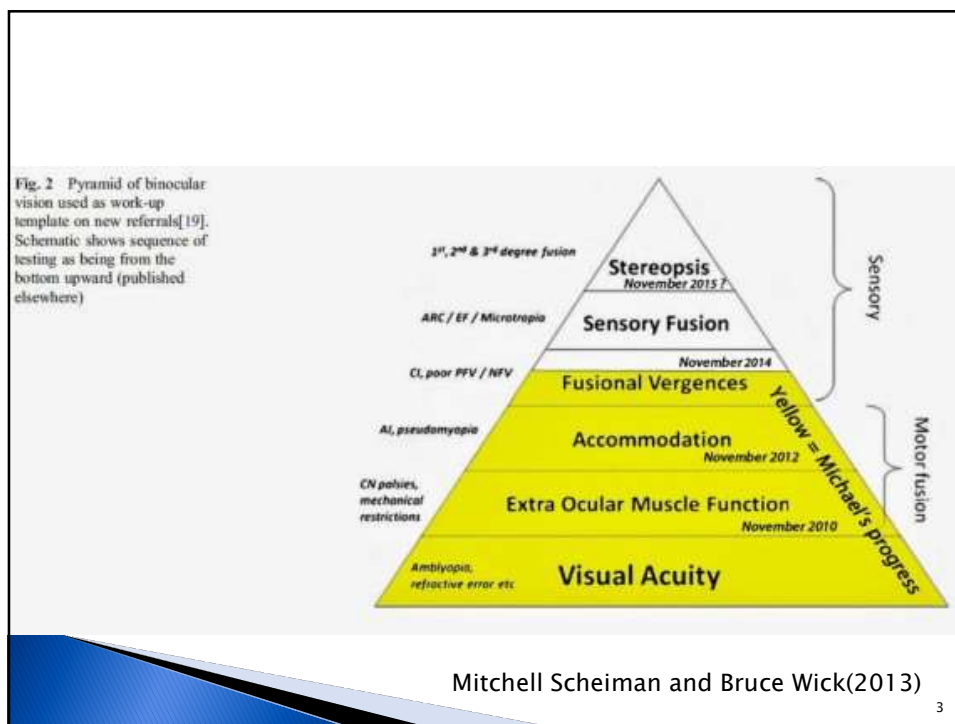 Fig. 2 Pyramid of binocular
vision used as work-up
template on new referrals[19].
Schematic shows sequence of
testing as being from the
bottom upward (published
elsewhere)
1st, 2nd & 3rd degree fusion
Stereopsis
November 2015 ?
ARC / EF / Microtropia
Sensory Fusion
November 2014
CI, poor PFV / NFV
Fusional Vergences
AI, pseudomyopia
Accommodation
November 2012
CN palsies,
mechanical
restrictions
Extra Ocular Muscle Function
November 2010
Amblyopia,
refractive error etc
Visual Acuity
Yellow = Michael's progress
Sensory
Motor fusion
Mitchell Scheiman and Bruce Wick(2013)
3